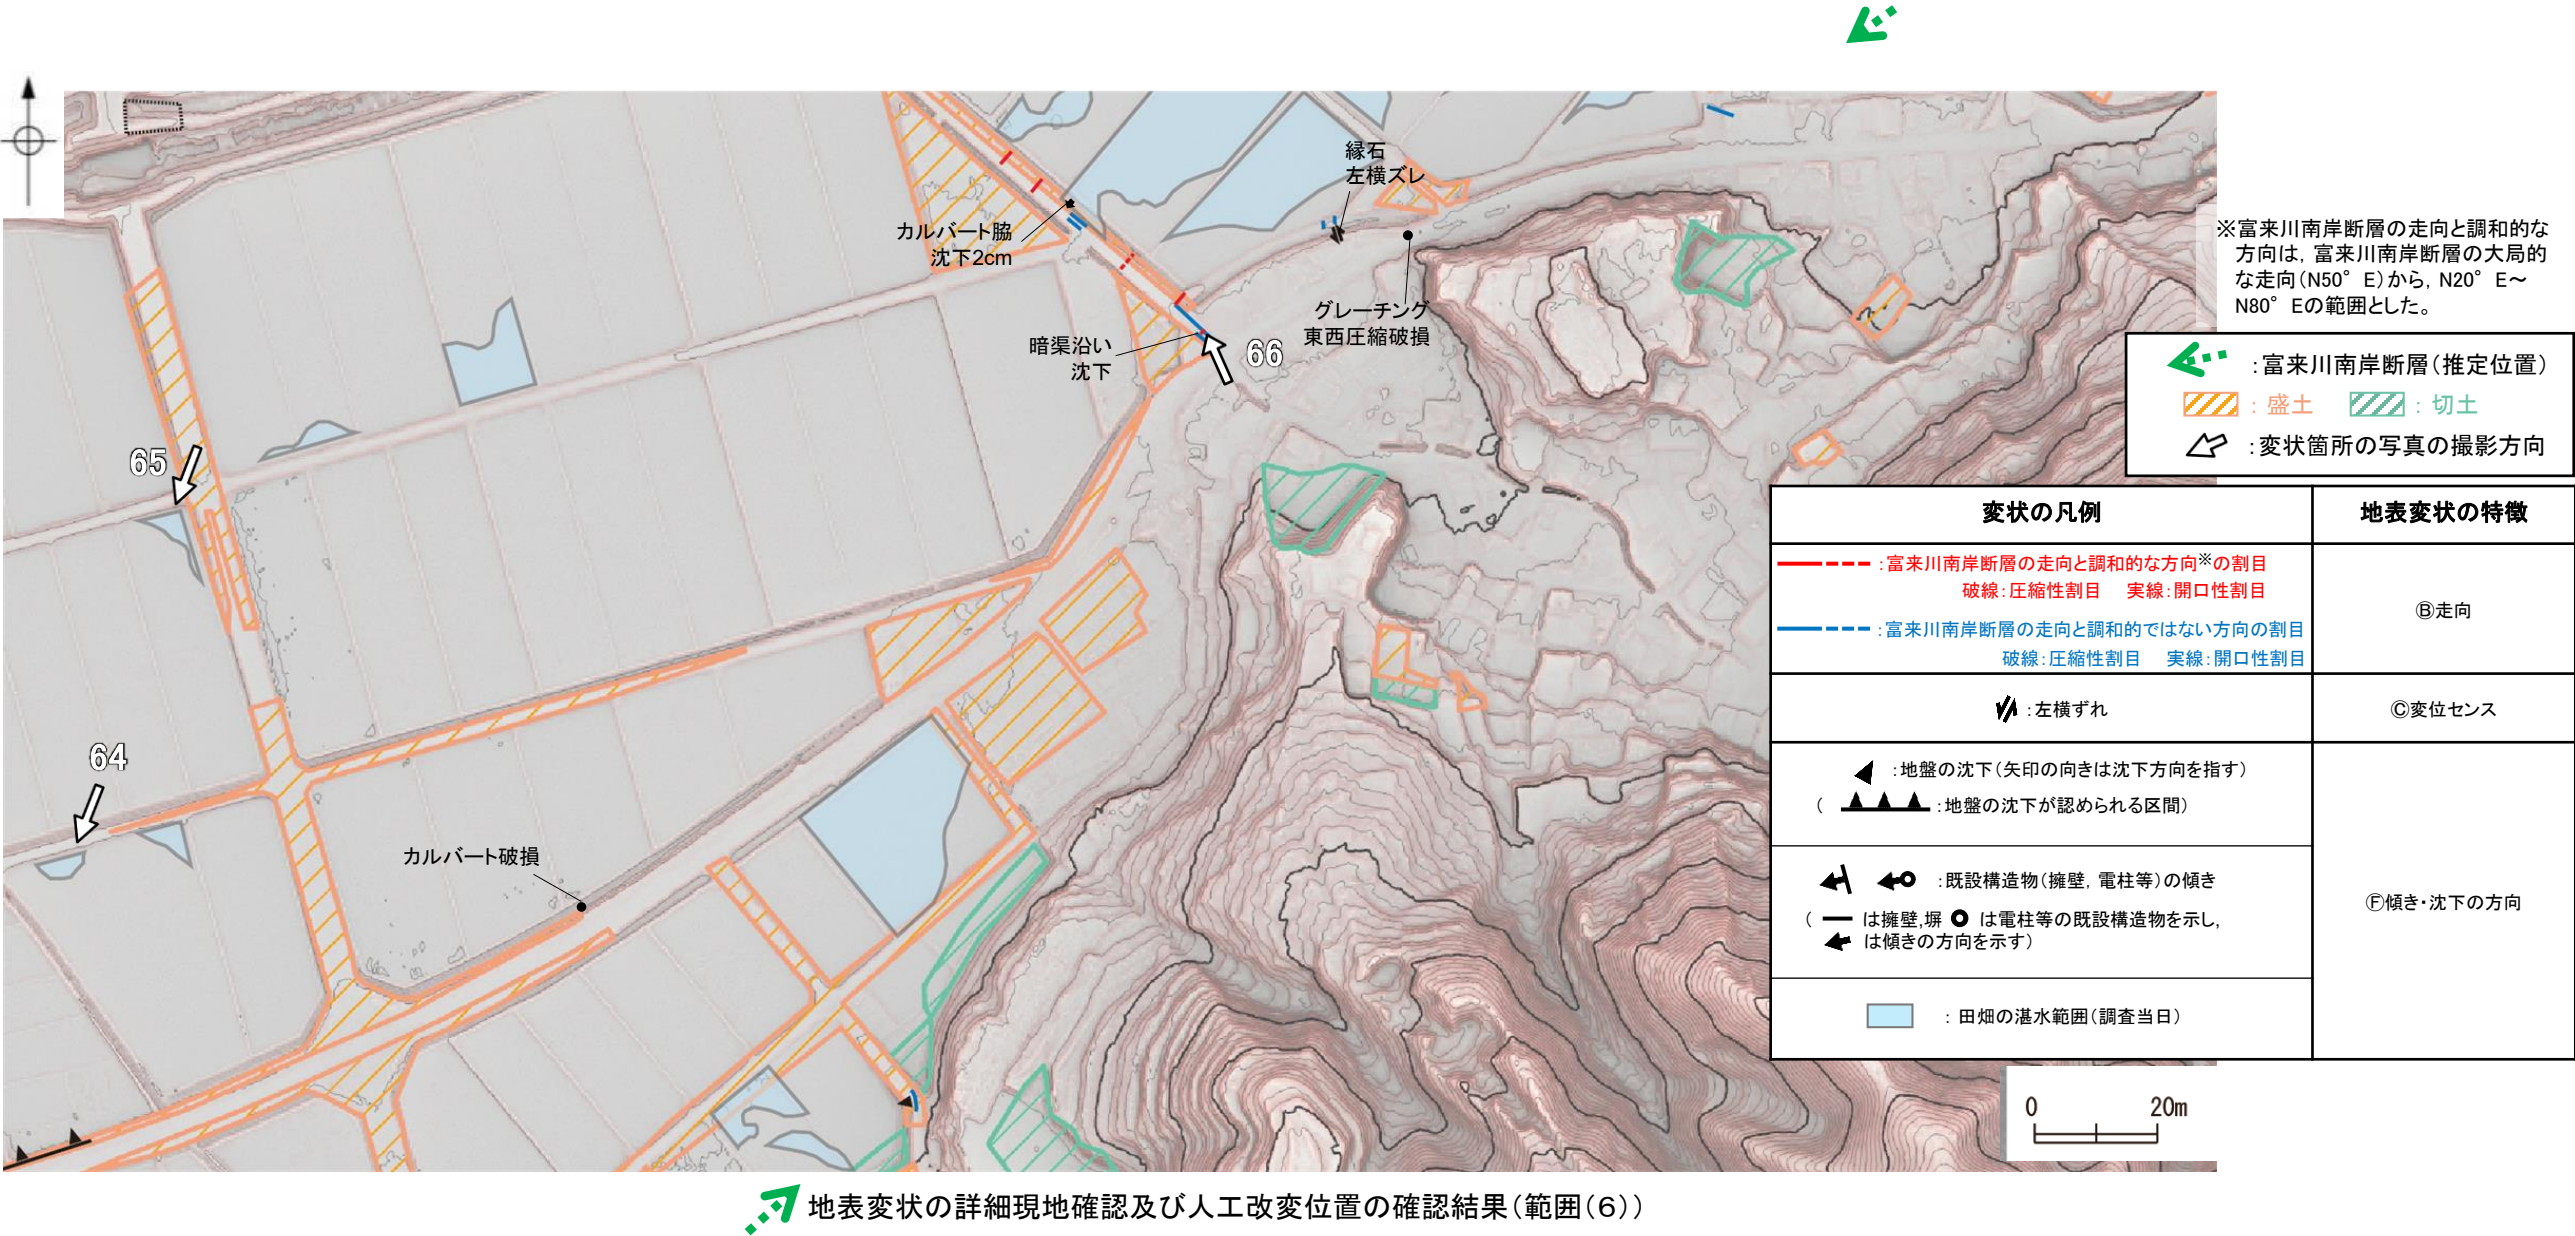 縁石
左横ズレ
カルバート脇
沈下2cm
グレーチング
東西圧縮破損
暗渠沿い
沈下
66
65
64
カルバート破損
※富来川南岸断層の走向と調和的な
方向は，富来川南岸断層の大局的
な走向（N50°E）から，N20°E～
N80°Eの範囲とした。
：富来川南岸断層（推定位置）
：盛土 ：切土
：変状箇所の写真の撮影方向
変状の凡例 地表変状の特徴
：富来川南岸断層の走向と調和的な方向※の割目
破線：圧縮性割目 実線：開口性割目
Ⓑ走向
：富来川南岸断層の走向と調和的ではない方向の割目
破線：圧縮性割目 実線：開口性割目
：左横ずれ Ⓒ変位センス
：地盤の沈下（矢印の向きは沈下方向を指す）
（ ：地盤の沈下が認められる区間）
：既設構造物（擁壁，電柱等）の傾き
Ⓕ傾き・沈下の方向
（ は擁壁,塀 は電柱等の既設構造物を示し,
は傾きの方向を示す）
：田畑の湛水範囲（調査当日）
0 20m
地表変状の詳細現地確認及び人工改変位置の確認結果（範囲（６））